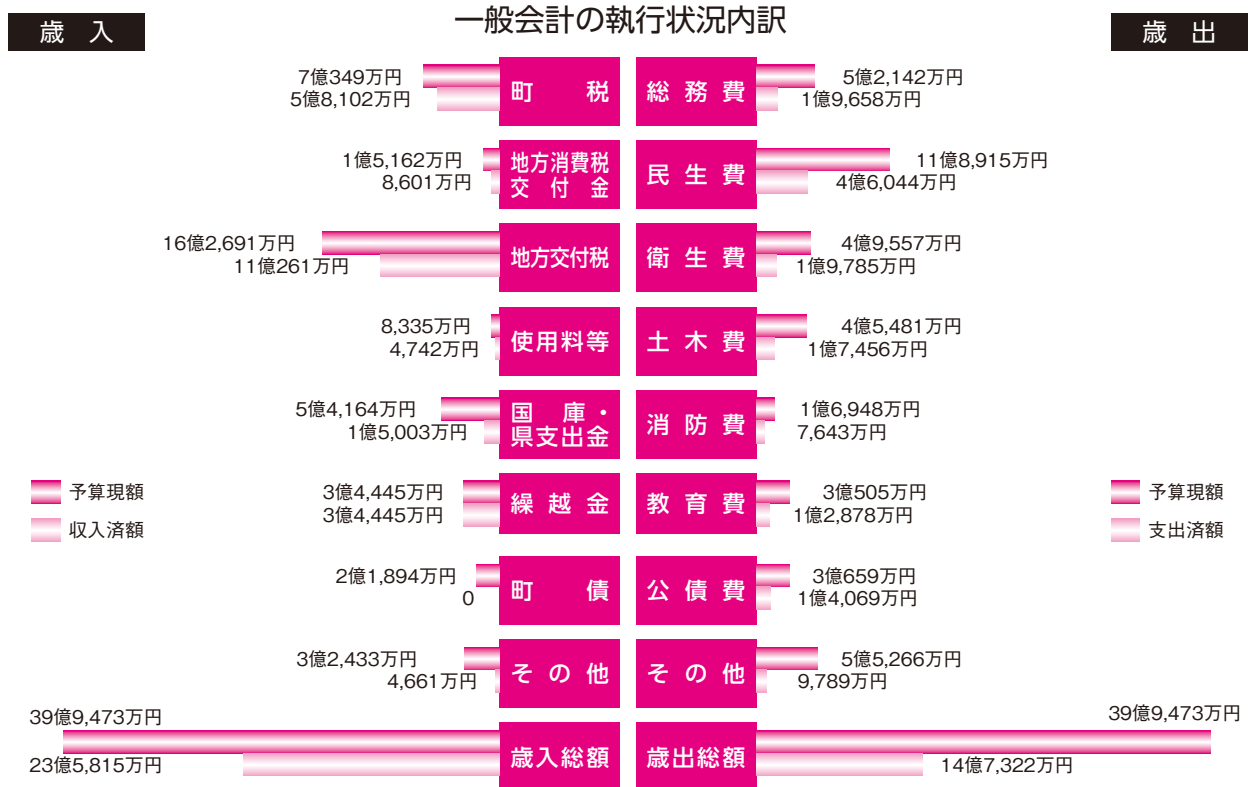 一般会計の執行状況内訳
歳入
歳出
7億349万円
5億8,102万円
町税
総務費
5億2,142万円
1億9,658万円
1億5,162万円
8,601万円
地方消費税
交付金
民生費
11億8,915万円
4億6,044万円
16億2,691万円
11億261万円
地方交付税
衛生費
4億9,557万円
1億9,785万円
8,335万円
4,742万円
使用料等
土木費
4億5,481万円
1億7,456万円
5億4,164万円
1億5,003万円
国庫・
県支出金
消防費
1億6,948万円
7,643万円
予算現額
収入済額
3億4,445万円
3億4,445万円
繰越金
教育費
3億505万円
1億2,878万円
予算現額
支出済額
2億1,894万円
0
町債
公債費
3億659万円
1億4,069万円
3億2,433万円
4,661万円
その他
その他
5億5,266万円
9,789万円
39億9,473万円
23億5,815万円
歳入総額
歳出総額
39億9,473万円
14億7,322万円